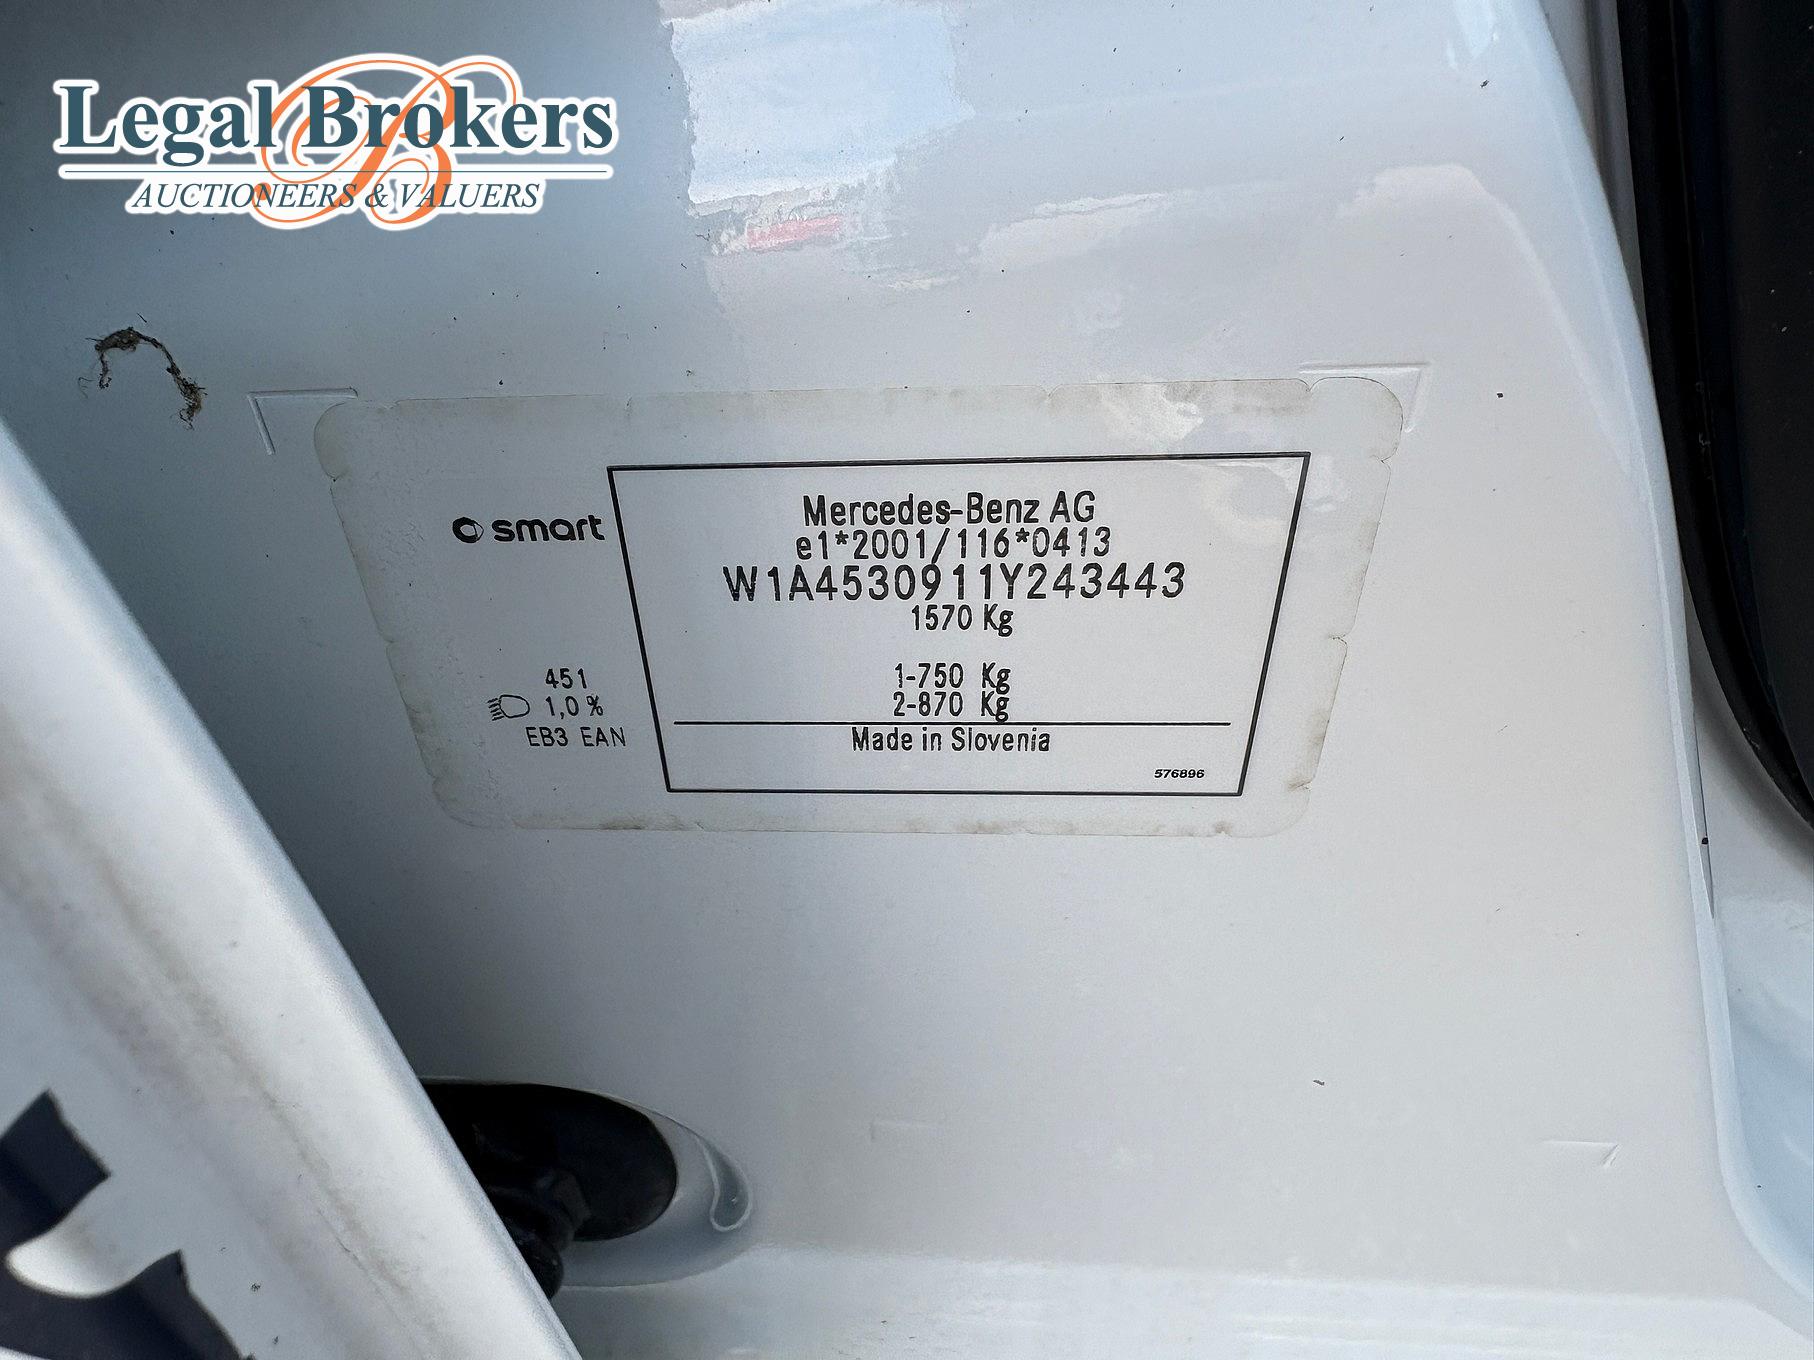 Legal Brokers
AUCTIONEERS & VALUERS
smart
Mercedes-Benz AG
e1*2001/116*0413
W1A4530911Y243443
1570 Kg
451
1,0%
EB3 EAN
1-750 Kg
2-870 Kg
Made in Slovenia
576896